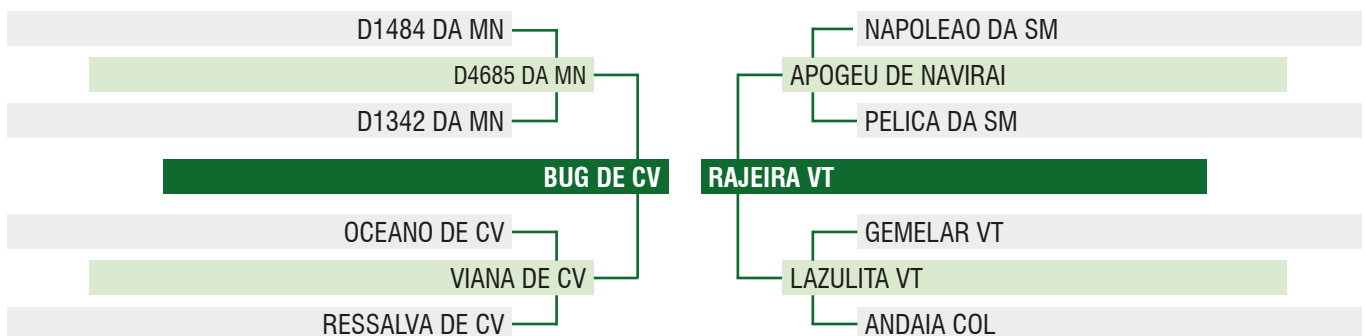 D1484 DA MN
NAPOLEAO DA SM
D4685 DA MN
APOGEU DE NAVIRAI
D1342 DA MN
PELICA DA SM
BUG DE CV
RAJEIRA VT
OCEANO DE CV
GEMELAR VT
VIANA DE CV
LAZULITA VT
RESSALVA DE CV
ANDAIA COL